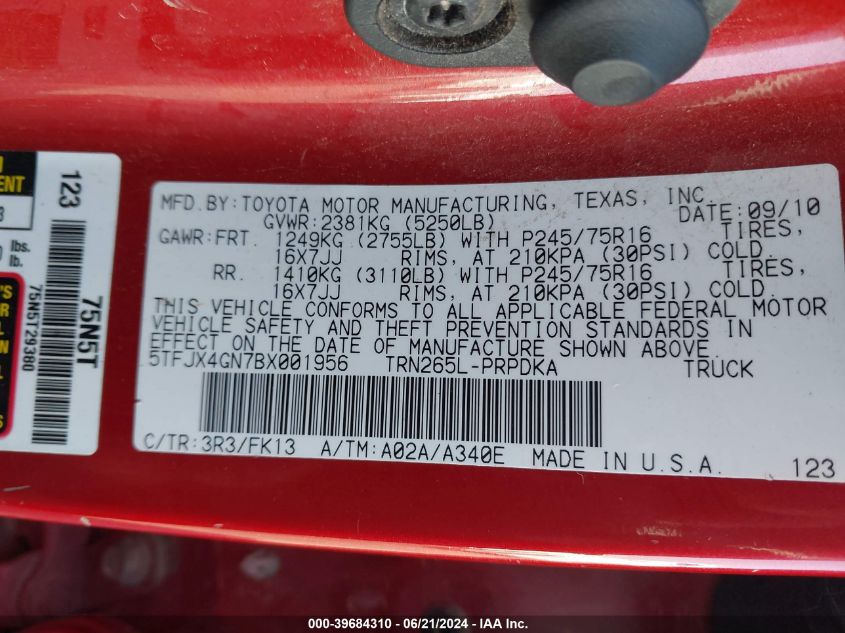 MFD.BY:TOYOTA MOTOR MANUFACTURING, TEXAS, INC.
DATE:09/10
GVWR:2381KG (5250LB)
GAWR:FRT. 1249KG (2755LB) WITH P245/75R16 TIRES,
16X7JJ RIMS, AT 210KPA (30PSI) COLD.
RR. 1410KG (3110LB) WITH P245/75R16 TIRES,
16X7JJ RIMS, AT 210KPA (30PSI) COLD.
THIS VEHICLE CONFORMS TO ALL APPLICABLE FEDERAL MOTOR
VEHICLE SAFETY AND THEFT PREVENTION STANDARDS IN
EFFECT ON THE DATE OF MANUFACTURE SHOWN ABOVE.
5TFJX4GN7BX001956 TRN265L-PRPDKA TRUCK
C/TR:3R3/FK13 A/TM:A02A/A340E MADE IN U.S.A.
123
123
75N5T
75N5T29380
lbs.
kg
000-39684310 - 06/21/2024 - IAAI, Inc.